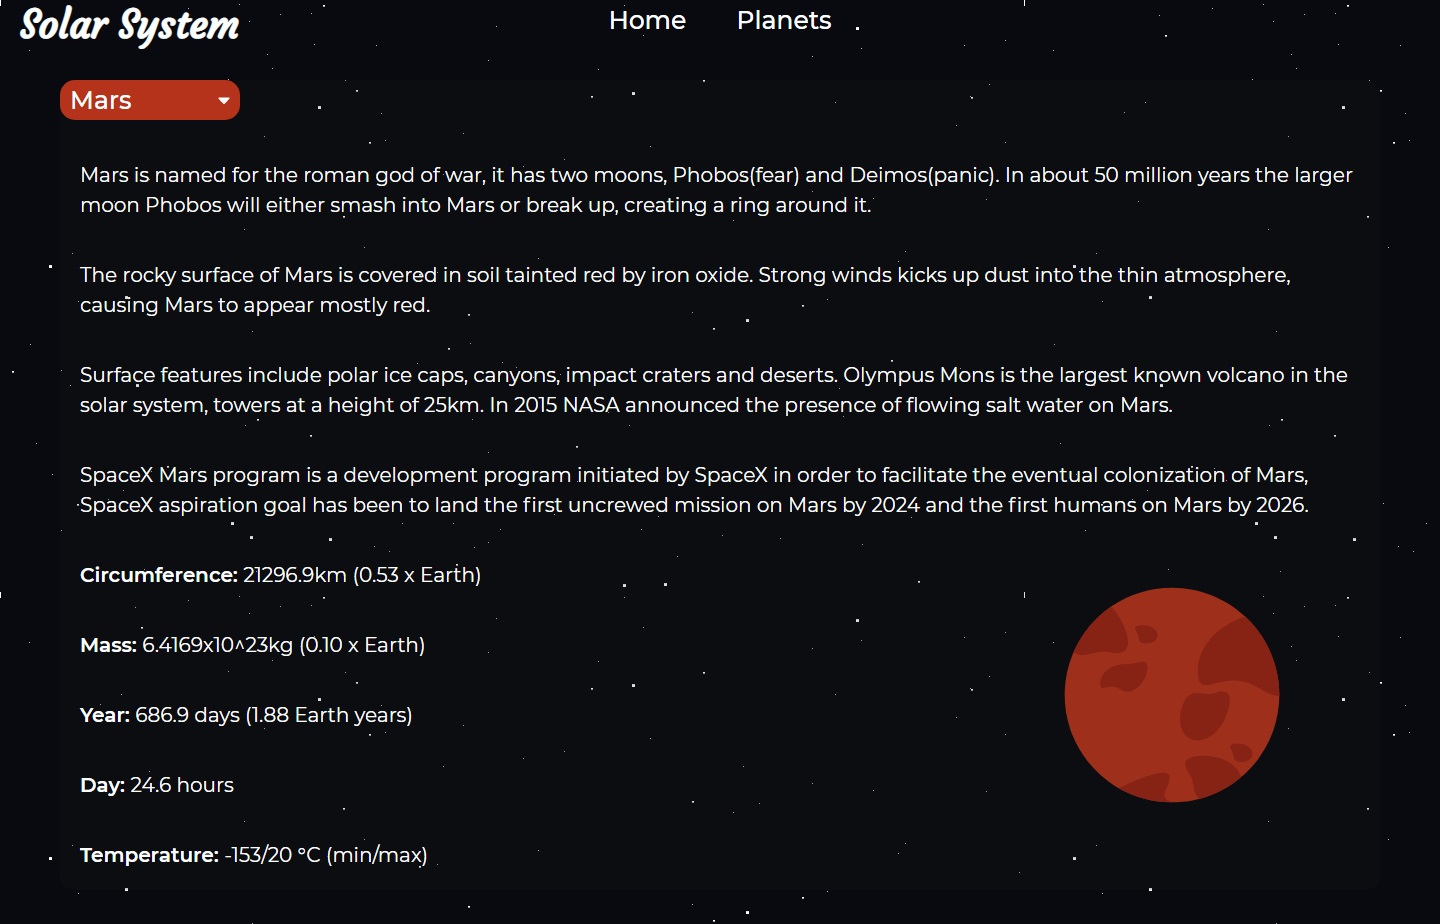 Solar System
Home Planets
Mars
Mars is named for the roman god of war, it has two moons, Phobos(fear) and Deimos(panic). In about 50 million years the larger
moon Phobos will either smash into Mars or break up, creating a ring around it.
The rocky surface of Mars is covered in soil tainted red by iron oxide. Strong winds kicks up dust into the thin atmosphere,
causing Mars to appear mostly red.
Surface features include polar ice caps, canyons, impact craters and deserts. Olympus Mons is the largest known volcano in the
solar system, towers at a height of 25km. In 2015 NASA announced the presence of flowing salt water on Mars.
SpaceX Mars program is a development program initiated by SpaceX in order to facilitate the eventual colonization of Mars,
SpaceX aspiration goal has been to land the first uncrewed mission on Mars by 2024 and the first humans on Mars by 2026.
Circumference: 21296.9km (0.53 x Earth)
Mass: 6.4169x10^23kg (0.10 x Earth)
Year: 686.9 days (1.88 Earth years)
Day: 24.6 hours
Temperature: -153/20 °C (min/max)